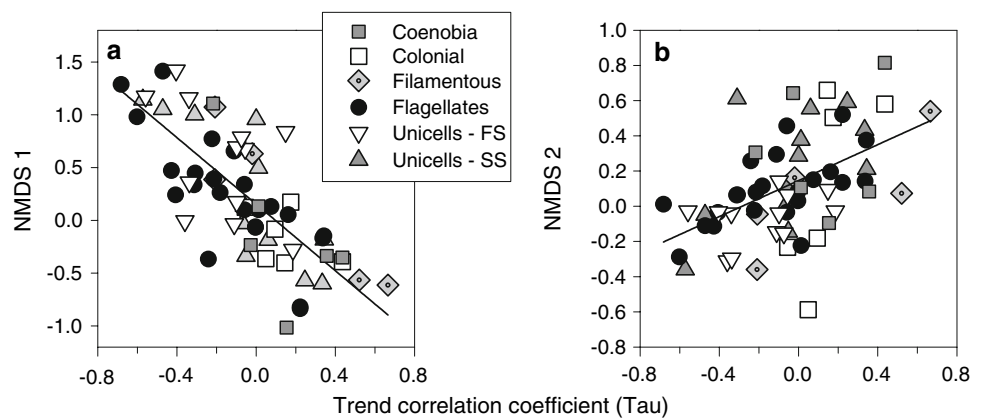 a
Coenobia
Colonial
Filamentous
Flagellates
Unicells - FS
Unicells - SS
b
NMDS 1
1.5
1.0
0.5
0.0
-0.5
-1.0
-0.8
-0.4
0.0
0.4
0.8
NMDS 2
1.0
0.8
0.6
0.4
0.2
0.0
-0.2
-0.4
-0.6
-0.8
-0.8
-0.4
0.0
0.4
0.8
Trend correlation coefficient (Tau)